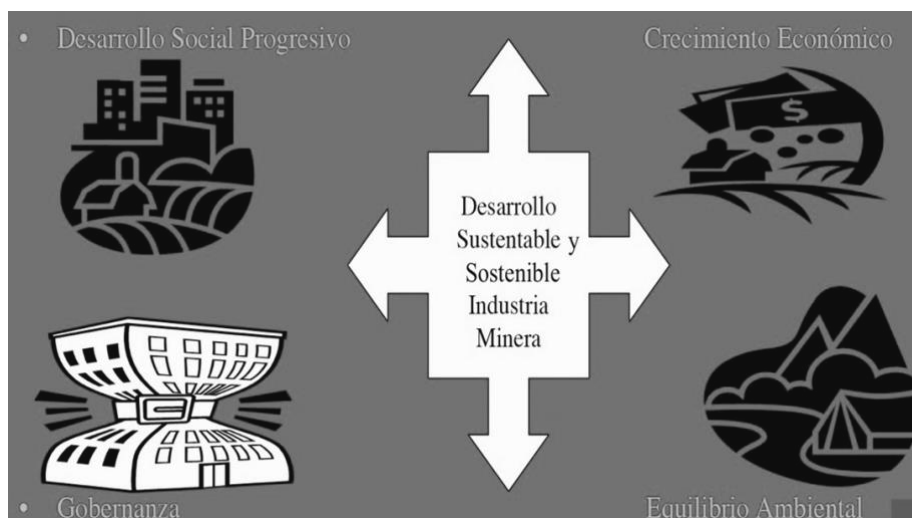 • Desarrollo Social Progresivo
Crecimiento Económico
$
Desarrollo
Sustentable y
Sostenible
Industria
Minera
• Gobernanza
Equilibrio Ambiental